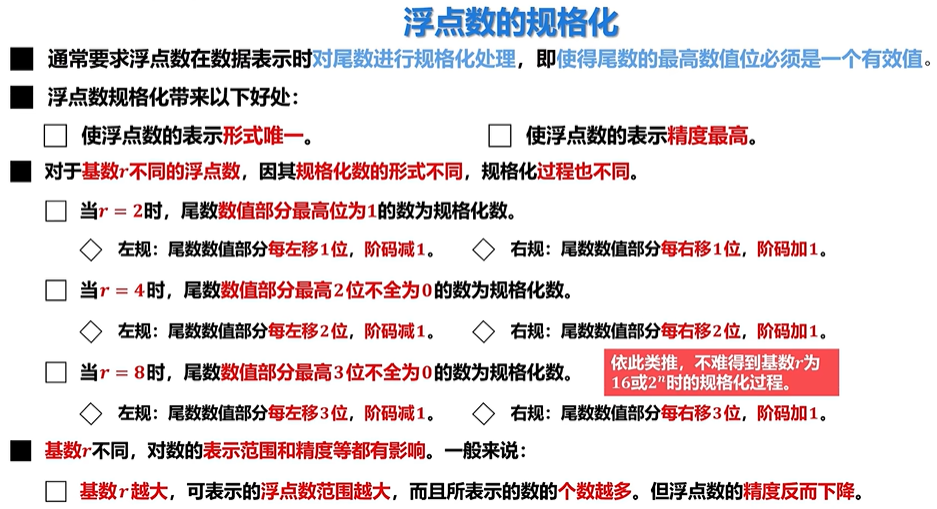 浮点数的规格化
通常要求浮点数在数据表示时对尾数进行规格化处理，即使得尾数的最高数值位必须是一个有效值。
浮点数规格化带来以下好处：
使浮点数的表示形式唯一。 使浮点数的表示精度最高。
对于基数r不同的浮点数，因其规格化数的形式不同，规格化过程也不同。
当r = 2时，尾数数值部分最高位为1的数为规格化数。
左规：尾数数值部分每左移1位，阶码减1。 右规：尾数数值部分每右移1位，阶码加1。
当r = 4时，尾数数值部分最高2位不全为0的数为规格化数。
左规：尾数数值部分每左移2位，阶码减1。 右规：尾数数值部分每右移2位，阶码加1。
当r = 8时，尾数数值部分最高3位不全为0的数为规格化数。
依此类推，不难得到基数r为
16或2ⁿ时的规格化过程。
左规：尾数数值部分每左移3位，阶码减1。 右规：尾数数值部分每右移3位，阶码加1。
基数r不同，对数的表示范围和精度等都有影响。一般来说：
基数r越大，可表示的浮点数范围越大，而且所表示的数的个数越多。但浮点数的精度反而下降。